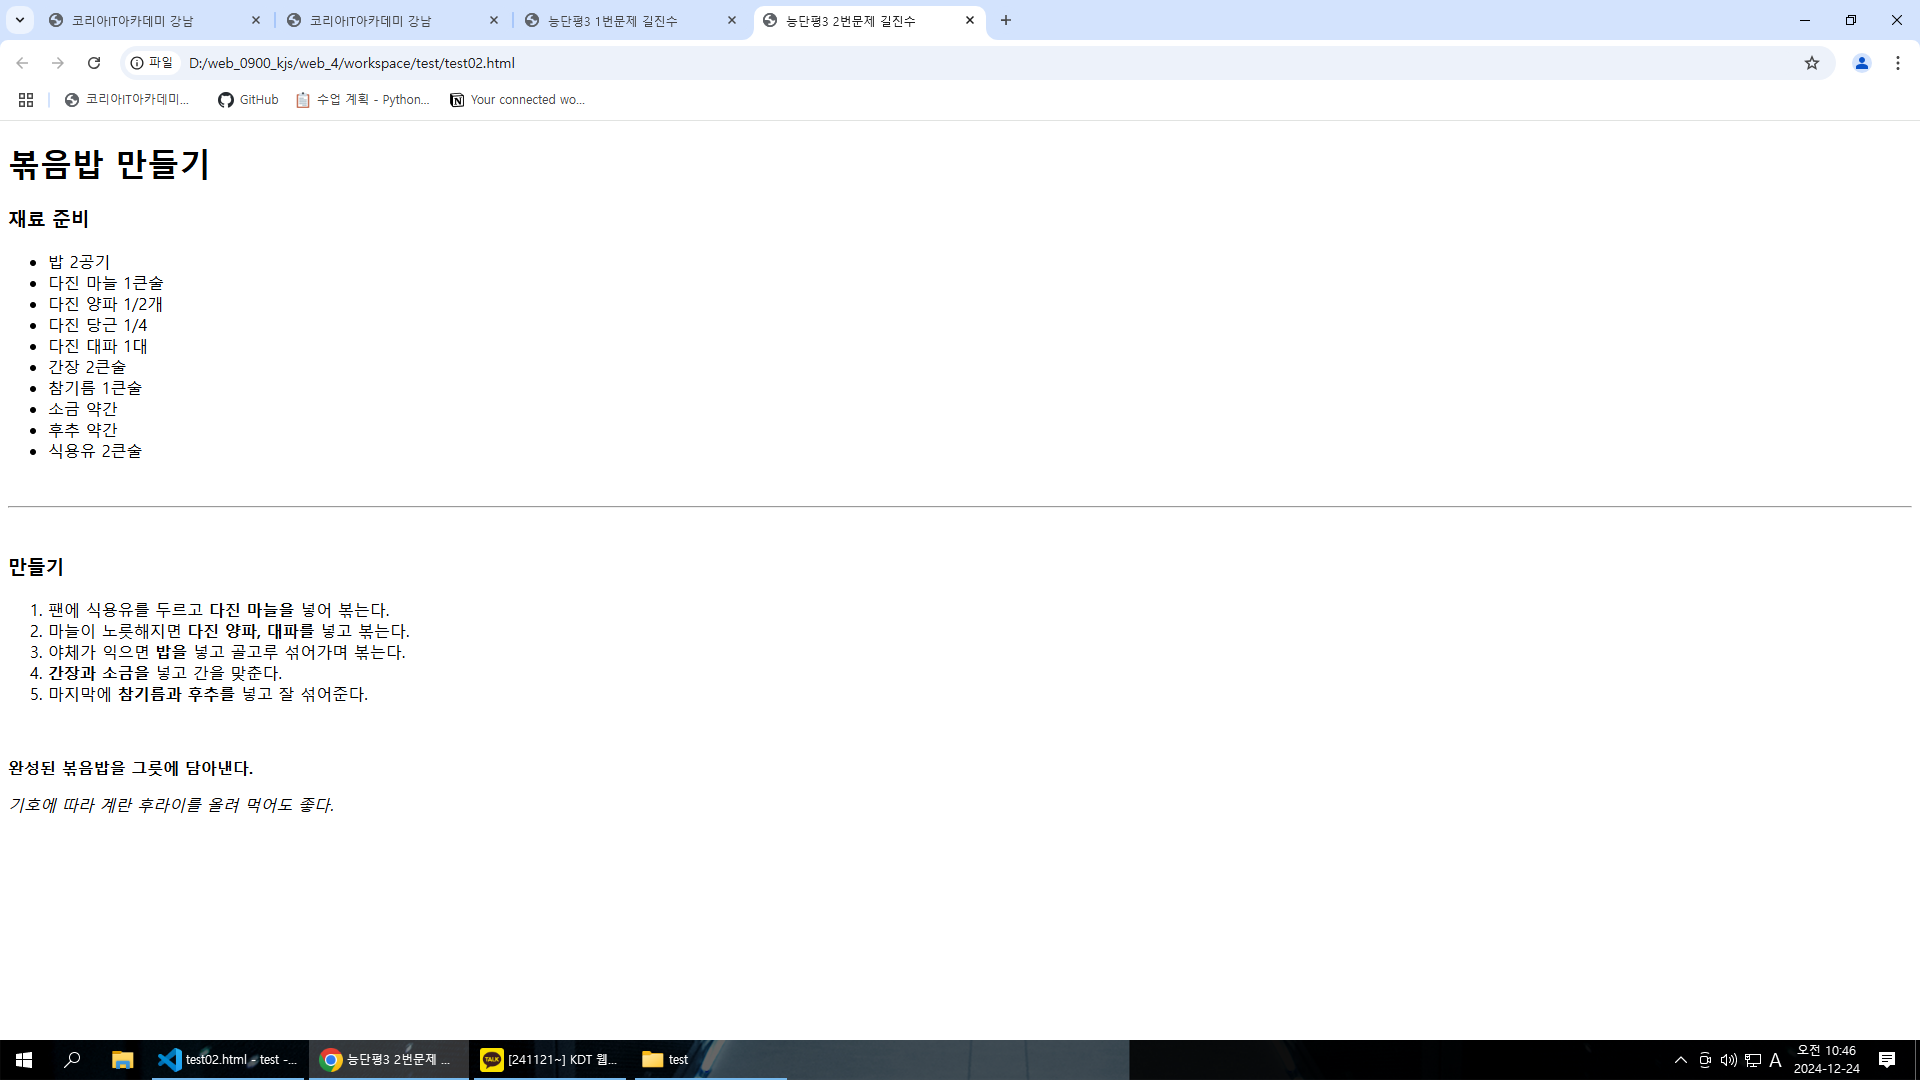 코리아IT아카데미 강남
코리아IT아카데미 강남
능단평3 1번문제 길진수
능단평3 2번문제 길진수
파일
D:/web_0900_kjs/web_4/workspace/test/test02.html
코리아IT아카데미...
GitHub
수업 계획 - Python...
Your connected wo...
볶음밥 만들기
재료 준비
• 밥 2공기
• 다진 마늘 1큰술
• 다진 양파 1/2개
• 다진 당근 1/4
• 다진 대파 1대
• 간장 2큰술
• 참기름 1큰술
• 소금 약간
• 후추 약간
• 식용유 2큰술
만들기
1. 팬에 식용유를 두르고 다진 마늘을 넣어 볶는다.
2. 마늘이 노릇해지면 다진 양파, 대파를 넣고 볶는다.
3. 야체가 익으면 밥을 넣고 골고루 섞어가며 볶는다.
4. 간장과 소금을 넣고 간을 맞춘다.
5. 마지막에 참기름과 후추를 넣고 잘 섞어준다.
완성된 볶음밥을 그릇에 담아낸다.
기호에 따라 계란 후라이를 올려 먹어도 좋다.
test02.html - test -...
능단평3 2번문제 ...
TALK
[241121~] KDT 웹...
test
A
오전 10:46
2024-12-24